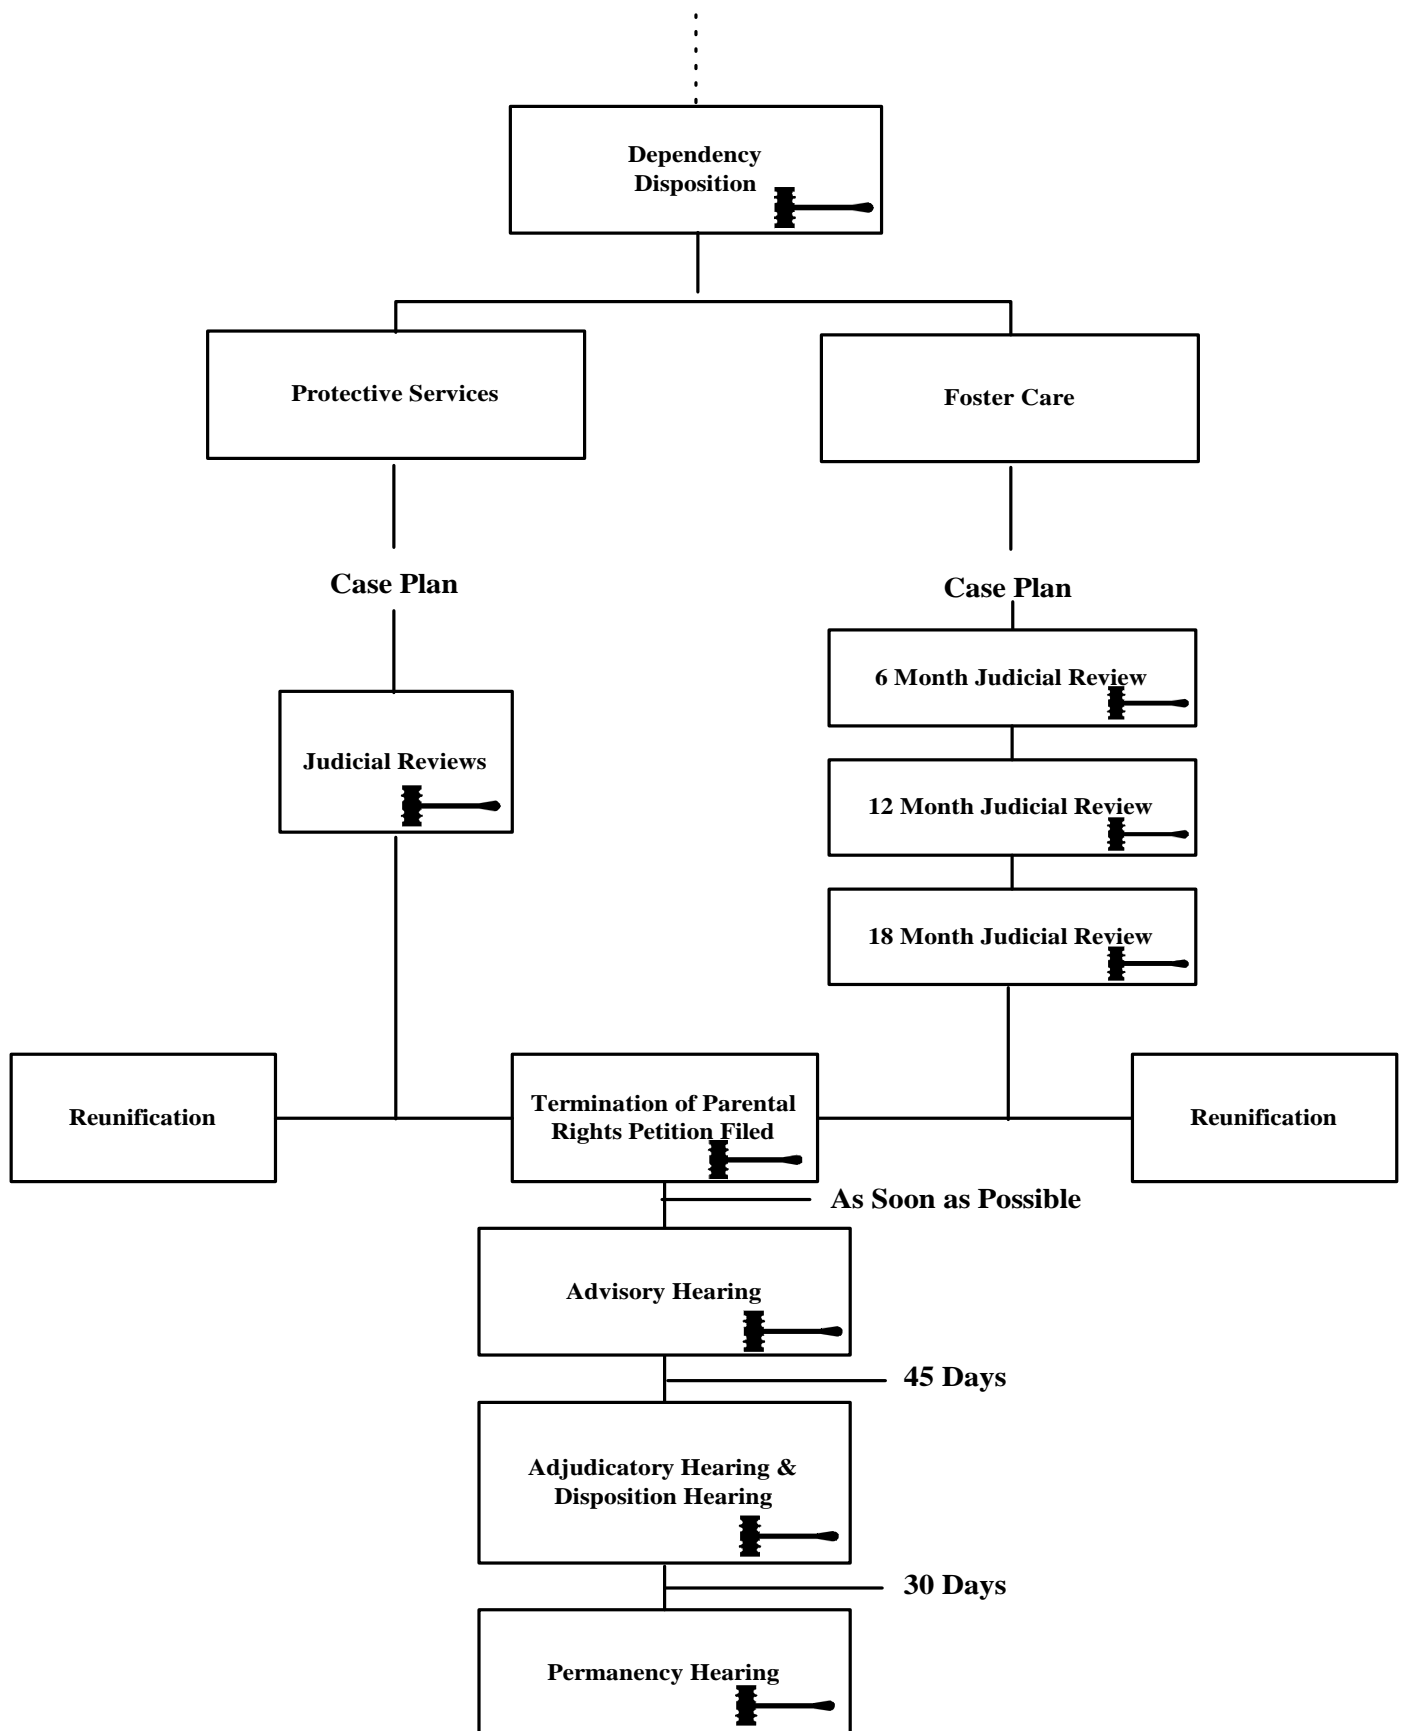 Dependency
Disposition
Protective Services
Foster Care
Case Plan
Case Plan
6 Month Judicial Review
Judicial Reviews
12 Month Judicial Review
18 Month Judicial Review
Reunification
Termination of Parental
Rights Petition Filed
Reunification
As Soon as Possible
Advisory Hearing
45 Days
Adjudicatory Hearing &
Disposition Hearing
30 Days
Permanency Hearing